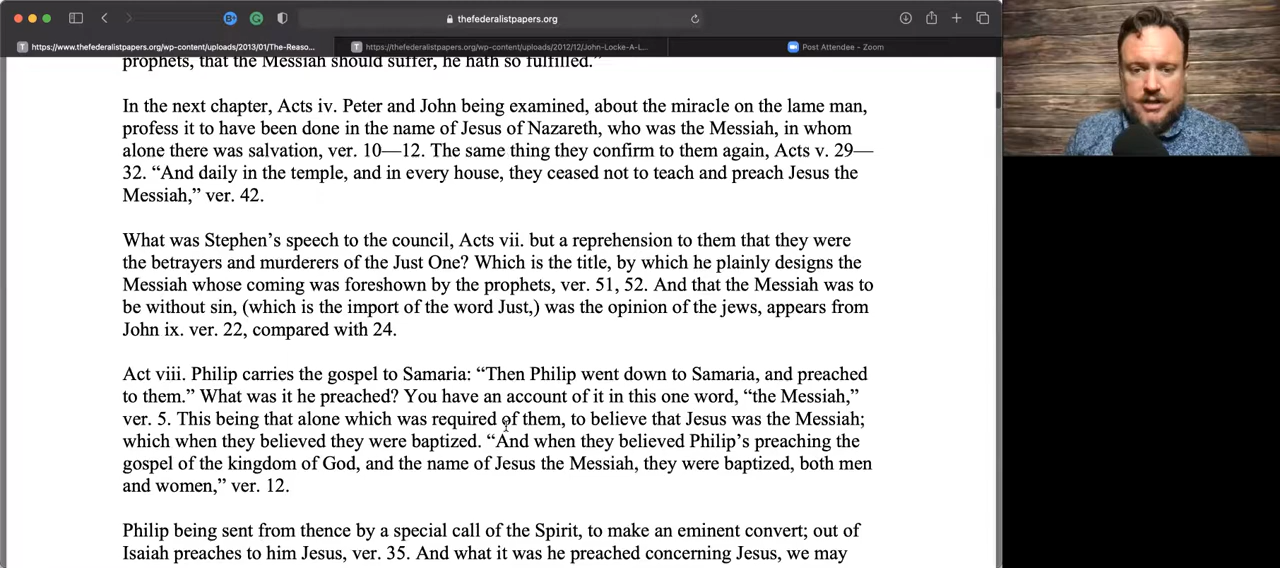 thefederalistpapers.org
https://www.thefederalistpapers.org/wp-content/uploads/2013/01/The-Reaso...
https://thefederalistpapers.org/wp-content/uploads/2012/12/John-Locke-A-L...
Post Attendee - Zoom
prophets, that the Messiah should suffer, he hath so fulfilled.”
In the next chapter, Acts iv. Peter and John being examined, about the miracle on the lame man,
profess it to have been done in the name of Jesus of Nazareth, who was the Messiah, in whom
alone there was salvation, ver. 10—12. The same thing they confirm to them again, Acts v. 29—
32. “And daily in the temple, and in every house, they ceased not to teach and preach Jesus the
Messiah,” ver. 42.
What was Stephen’s speech to the council, Acts vii. but a reprehension to them that they were
the betrayers and murderers of the Just One? Which is the title, by which he plainly designs the
Messiah whose coming was foreshown by the prophets, ver. 51, 52. And that the Messiah was to
be without sin, (which is the import of the word Just,) was the opinion of the jews, appears from
John ix. ver. 22, compared with 24.
Act viii. Philip carries the gospel to Samaria: “Then Philip went down to Samaria, and preached
to them.” What was it he preached? You have an account of it in this one word, “the Messiah,”
ver. 5. This being that alone which was required of them, to believe that Jesus was the Messiah;
which when they believed they were baptized. “And when they believed Philip’s preaching the
gospel of the kingdom of God, and the name of Jesus the Messiah, they were baptized, both men
and women,” ver. 12.
Philip being sent from thence by a special call of the Spirit, to make an eminent convert; out of
Isaiah preaches to him Jesus, ver. 35. And what it was he preached concerning Jesus, we may